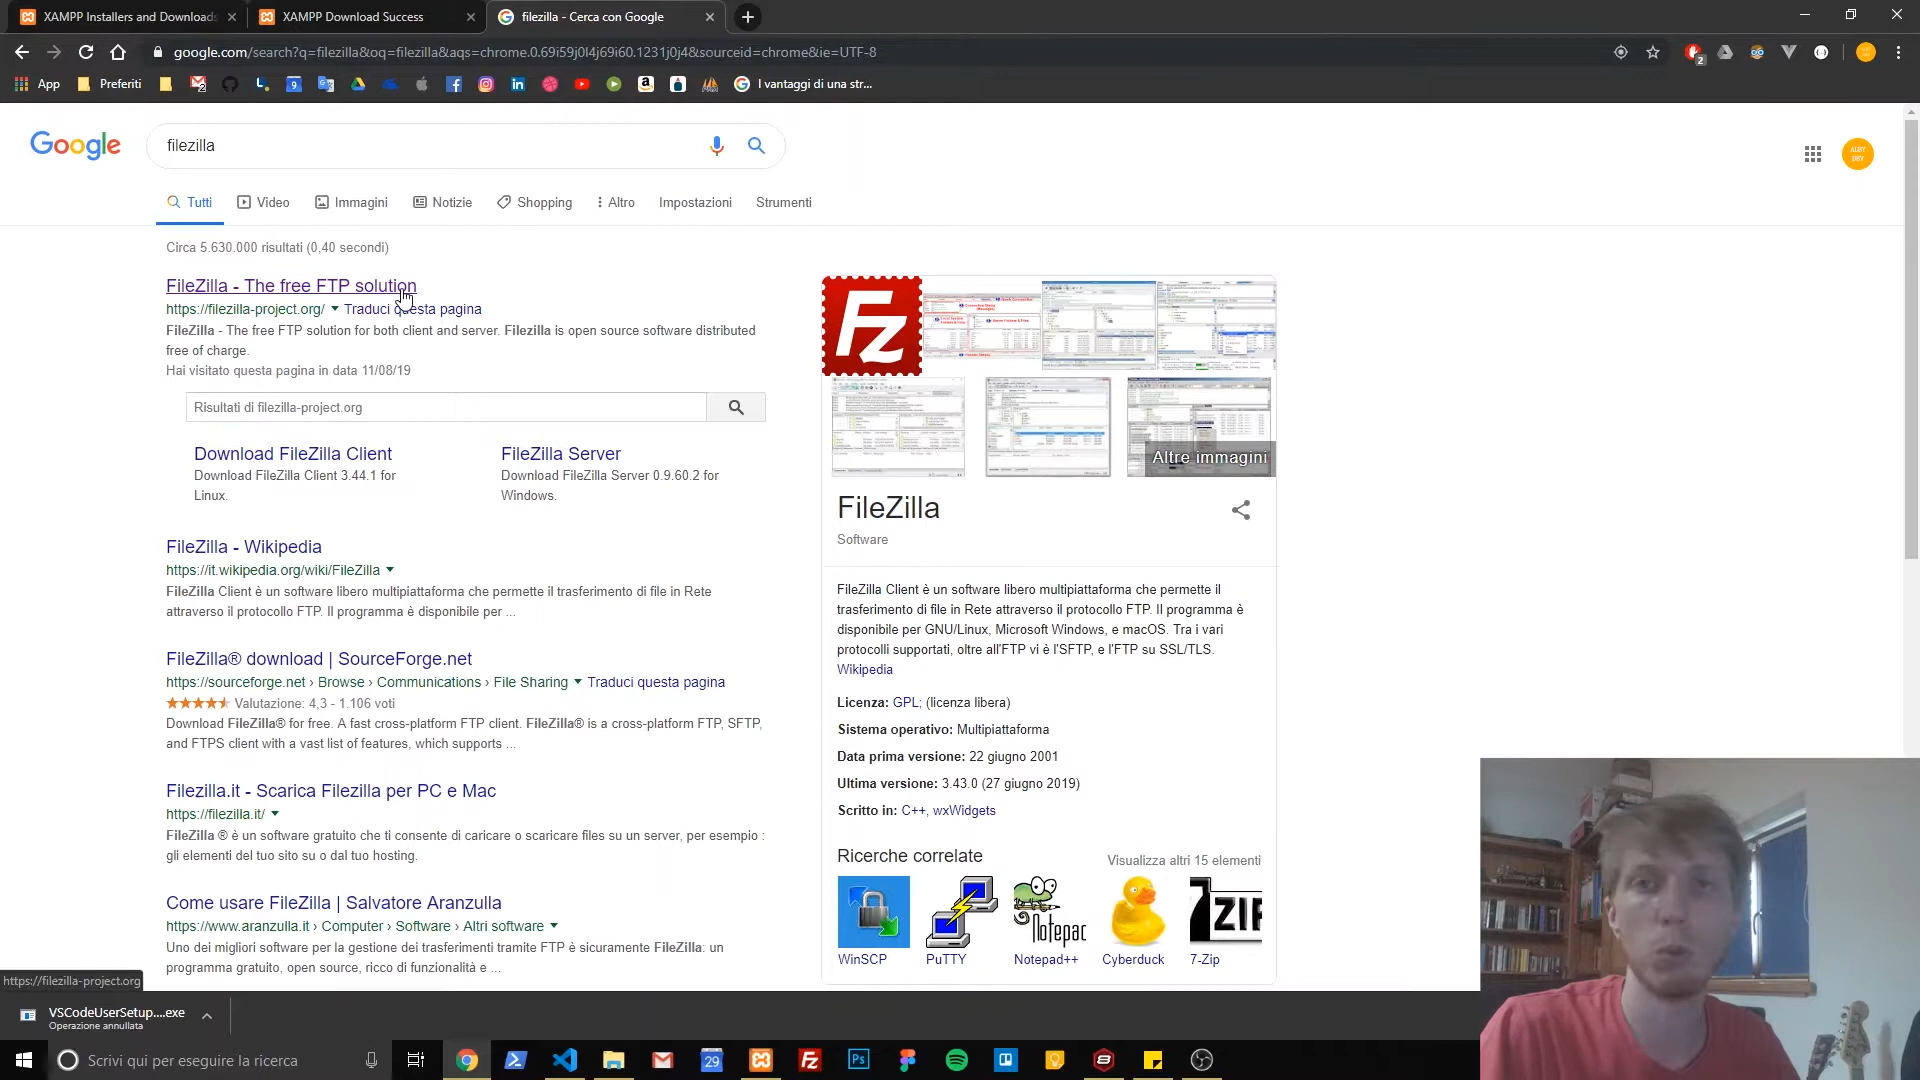 XAMPP Installers and Downloads
XAMPP Download Success
filezilla - Cerca con Google
google.com/search?q=filezilla&oq=filezilla&aqs=chrome.0.69i59j0l4j69i60.1231j0j4&sourceid=chrome&ie=UTF-8
App
Preferiti
I vantaggi di una str...
Google
filezilla
ALBY DEV
Tutti
Video
Immagini
Notizie
Shopping
Altro
Impostazioni
Strumenti
Circa 5.630.000 risultati (0,40 secondi)
FileZilla - The free FTP solution
https://filezilla-project.org/ Traduci questa pagina
FileZilla - The free FTP solution for both client and server. Filezilla is open source software distributed
free of charge.
Hai visitato questa pagina in data 11/08/19
Risultati di filezilla-project.org
Download FileZilla Client
Download FileZilla Client 3.44.1 for
Linux.
FileZilla Server
Download FileZilla Server 0.9.60.2 for
Windows.
FileZilla - Wikipedia
https://it.wikipedia.org/wiki/FileZilla
FileZilla Client è un software libero multipiattaforma che permette il trasferimento di file in Rete
attraverso il protocollo FTP. Il programma è disponibile per ...
FileZilla® download | SourceForge.net
https://sourceforge.net › Browse › Communications › File Sharing Traduci questa pagina
Valutazione: 4,3 - 1.106 voti
Download FileZilla® for free. A fast cross-platform FTP client. FileZilla® is a cross-platform FTP, SFTP,
and FTPS client with a vast list of features, which supports ...
Filezilla.it - Scarica Filezilla per PC e Mac
https://filezilla.it/
FileZilla ® è un software gratuito che ti consente di caricare o scaricare files su un server, per esempio :
gli elementi del tuo sito su o dal tuo hosting.
Come usare FileZilla | Salvatore Aranzulla
https://www.aranzulla.it › Computer › Software › Altri software
Uno dei migliori software per la gestione dei trasferimenti tramite FTP è sicuramente FileZilla: un
programma gratuito, open source, ricco di funzionalità e ...
Fz
Altre immagini
FileZilla
Software
FileZilla Client è un software libero multipiattaforma che permette il
trasferimento di file in Rete attraverso il protocollo FTP. Il programma è
disponibile per GNU/Linux, Microsoft Windows, e macOS. Tra i vari
protocolli supportati, oltre all'FTP vi è l'SFTP, e l'FTP su SSL/TLS.
Wikipedia
Licenza: GPL; (licenza libera)
Sistema operativo: Multipiattaforma
Data prima versione: 22 giugno 2001
Ultima versione: 3.43.0 (27 giugno 2019)
Scritto in: C++, wxWidgets
Ricerche correlate
Visualizza altri 15 elementi
Notepad
ZIP
WinSCP
PuTTY
Notepad++
Cyberduck
7-Zip
https://filezilla-project.org
VSCodeUserSetup....exe
Operazione annullata
Scrivi qui per eseguire la ricerca
29
Fz
Ps